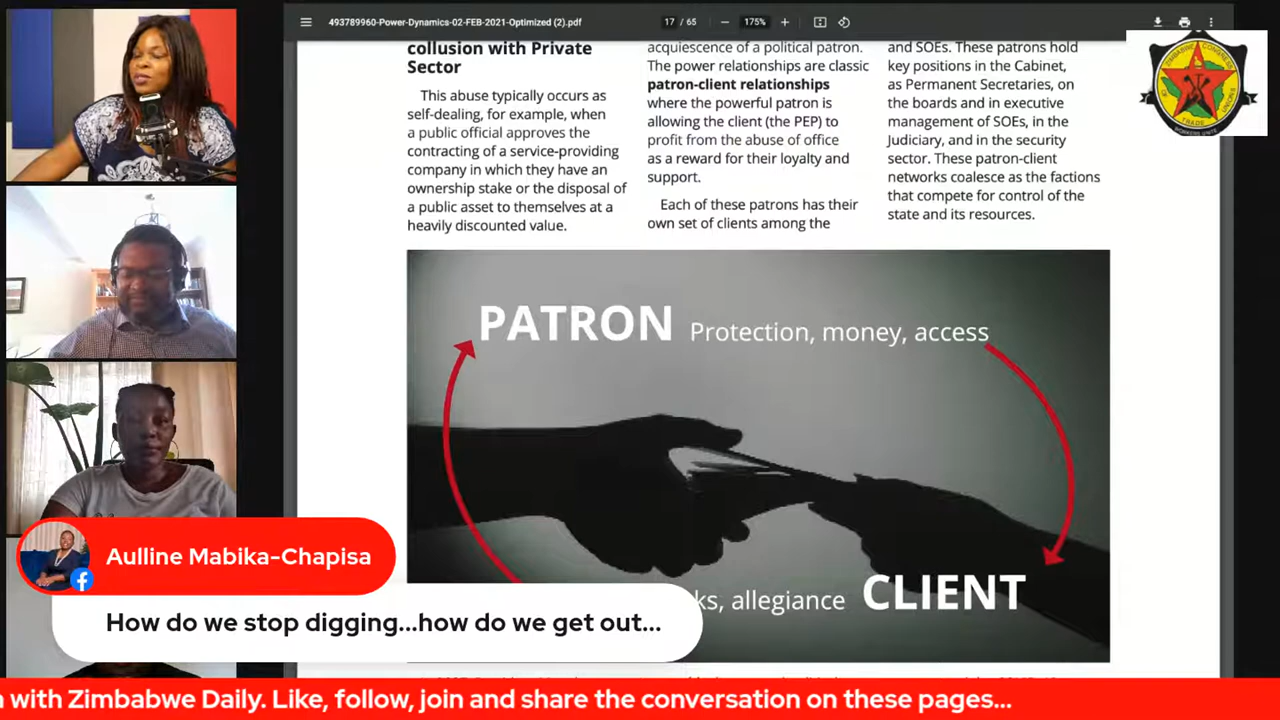 493789960-Power-Dynamics-02-FEB-2021-Optimized (2).pdf
17 / 65
175%
collusion with Private
Sector
This abuse typically occurs as
self-dealing, for example, when
a public official approves the
contracting of a service-providing
company in which they have an
ownership stake or the disposal of
a public asset to themselves at a
heavily discounted value.
acquiescence of a political patron.
The power relationships are classic
patron-client relationships
where the powerful patron is
allowing the client (the PEP) to
profit from the abuse of office
as a reward for their loyalty and
support.
Each of these patrons has their
own set of clients among the
and SOEs. These patrons hold
key positions in the Cabinet,
as Permanent Secretaries, on
the boards and in executive
management of SOEs, in the
Judiciary, and in the security
sector. These patron-client
networks coalesce as the factions
that compete for control of the
state and its resources.
ZIMBABWE CONGRESS
OF TRADE UNIONS
WORKERS UNITE
PATRON Protection, money, access
ks, allegiance CLIENT
Aulline Mabika-Chapisa
How do we stop digging...how do we get out...
with Zimbabwe Daily. Like, follow, join and share the conversation on these pages...